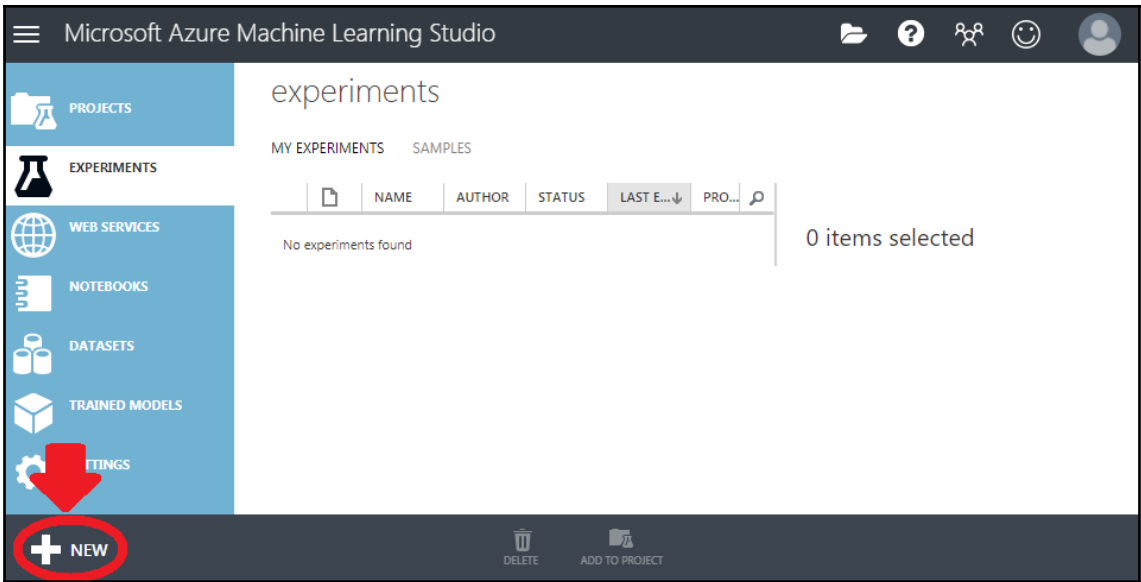 Microsoft Azure Machine Learning Studio
PROJECTS
EXPERIMENTS
WEB SERVICES
NOTEBOOKS
DATASETS
TRAINED MODELS
TTINGS
NEW
experiments
MY EXPERIMENTS SAMPLES
NAME AUTHOR STATUS LAST E... PRO...
No experiments found
0 items selected
DELETE ADD TO PROJECT